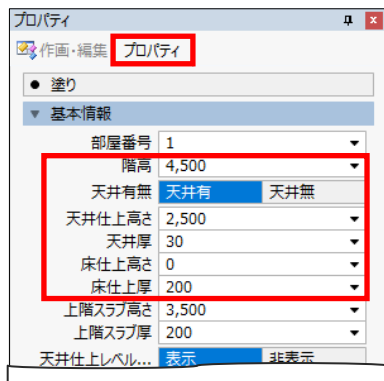 プロパティ
作画・編集 プロパティ
● 塗り
▼ 基本情報
部屋番号 1
階高 4,500
天井有無 天井有 天井無
天井仕上高さ 2,500
天井厚 30
床仕上高さ 0
床仕上厚 200
上階スラブ高さ 3,500
上階スラブ厚 200
天井仕上レベル... 表示 非表示